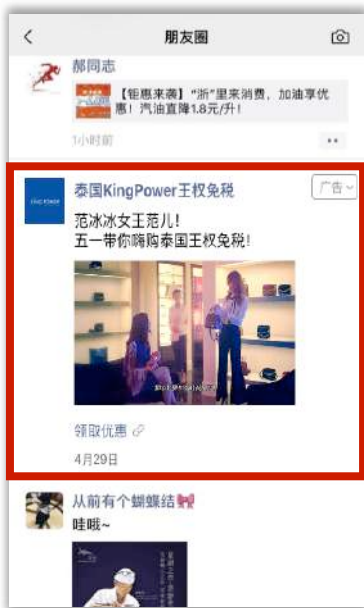 朋友圈
郝同志
【钜惠来袭】“浙”里来消费，加油享优
惠！汽油直降1.8元/升！
1小时前
泰国KingPower王权免税
广告
KING POWER
范冰冰女王范儿！
五一带你嗨购泰国王权免税！
领取优惠
4月29日
从前有个蝴蝶结
哇哦~